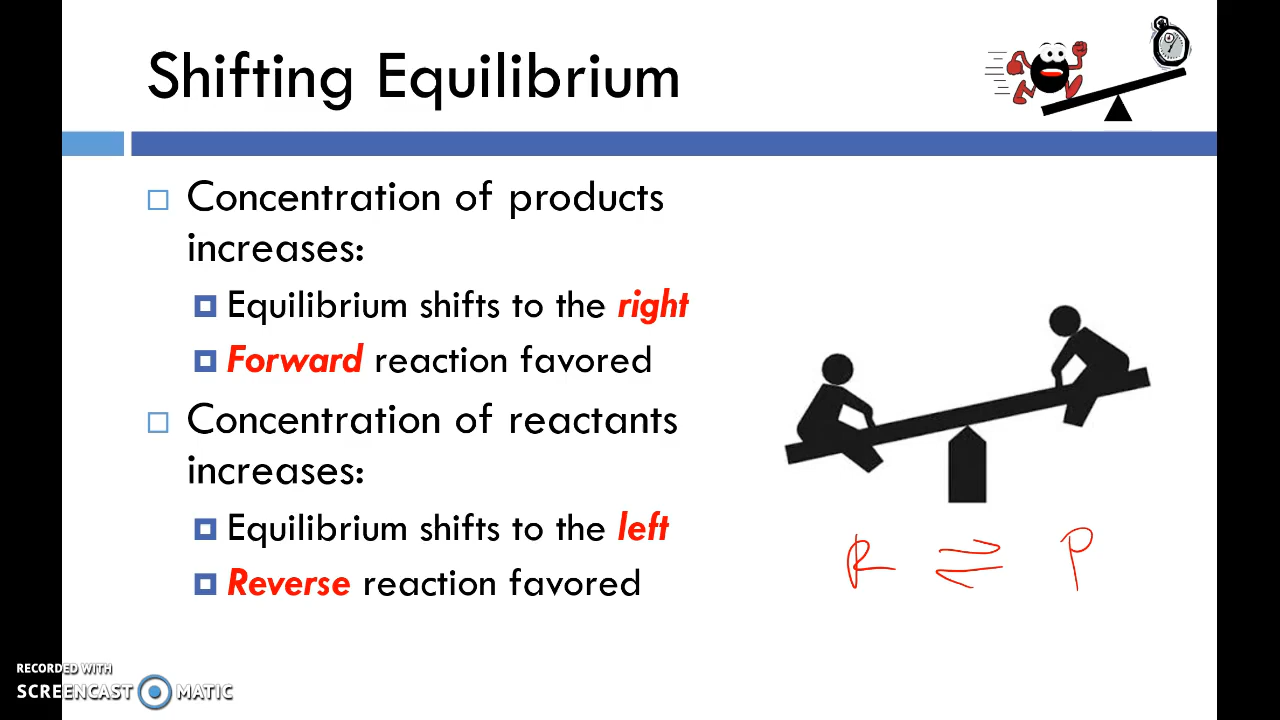 Shifting Equilibrium
Concentration of products
increases:
Equilibrium shifts to the right
Forward reaction favored
Concentration of reactants
increases:
Equilibrium shifts to the left
Reverse reaction favored
R ⇌ P
RECORDED WITH
SCREENCAST MATIC